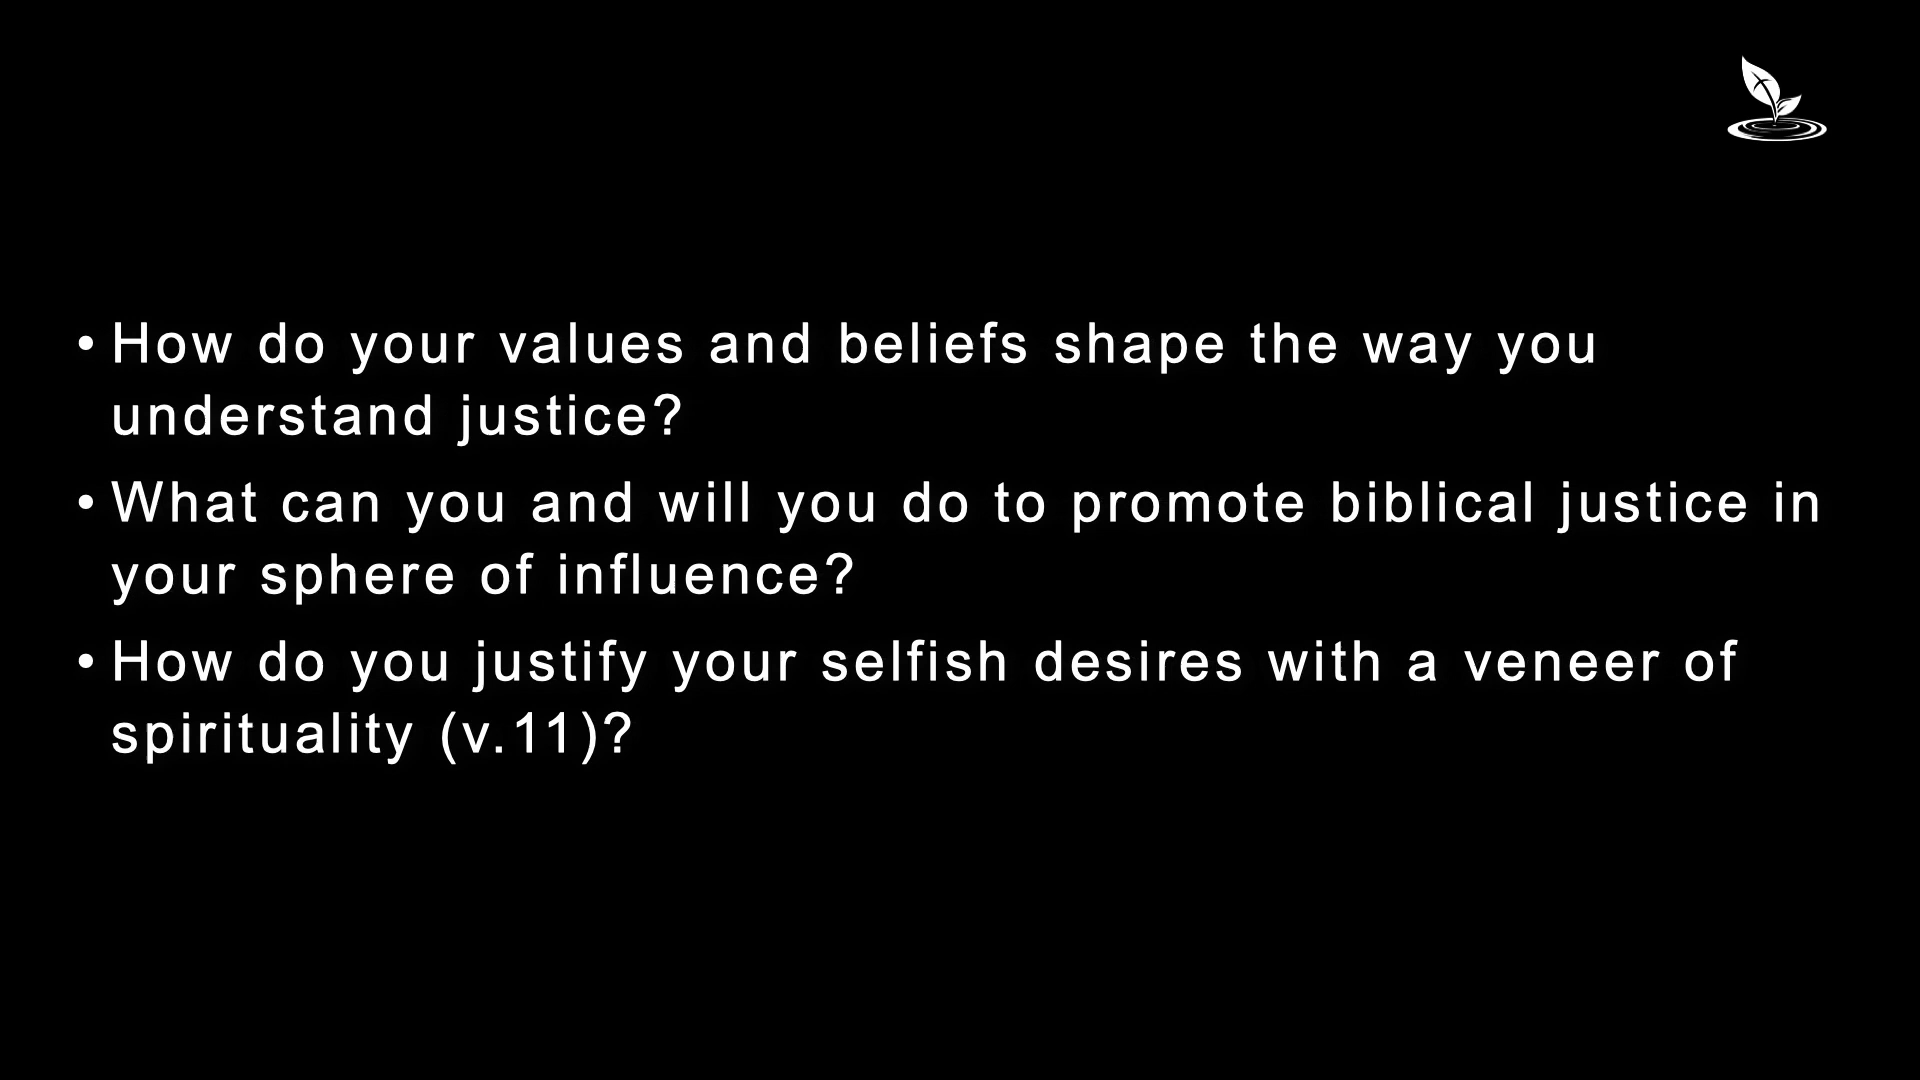 • How do your values and beliefs shape the way you
understand justice?
• What can you and will you do to promote biblical justice in
your sphere of influence?
• How do you justify your selfish desires with a veneer of
spirituality (v.11)?